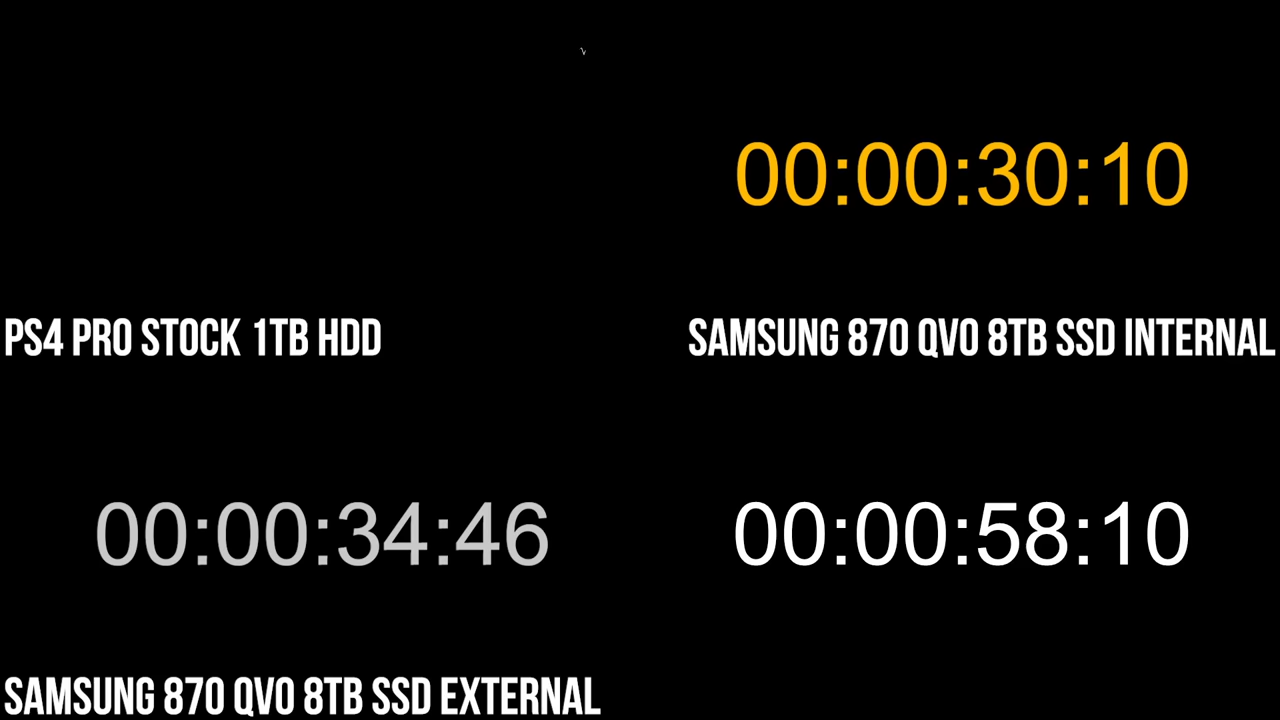 00:00:30:10
PS4 PRO STOCK 1TB HDD
SAMSUNG 870 QVO 8TB SSD INTERNAL
00:00:34:46
00:00:58:10
SAMSUNG 870 QVO 8TB SSD EXTERNAL